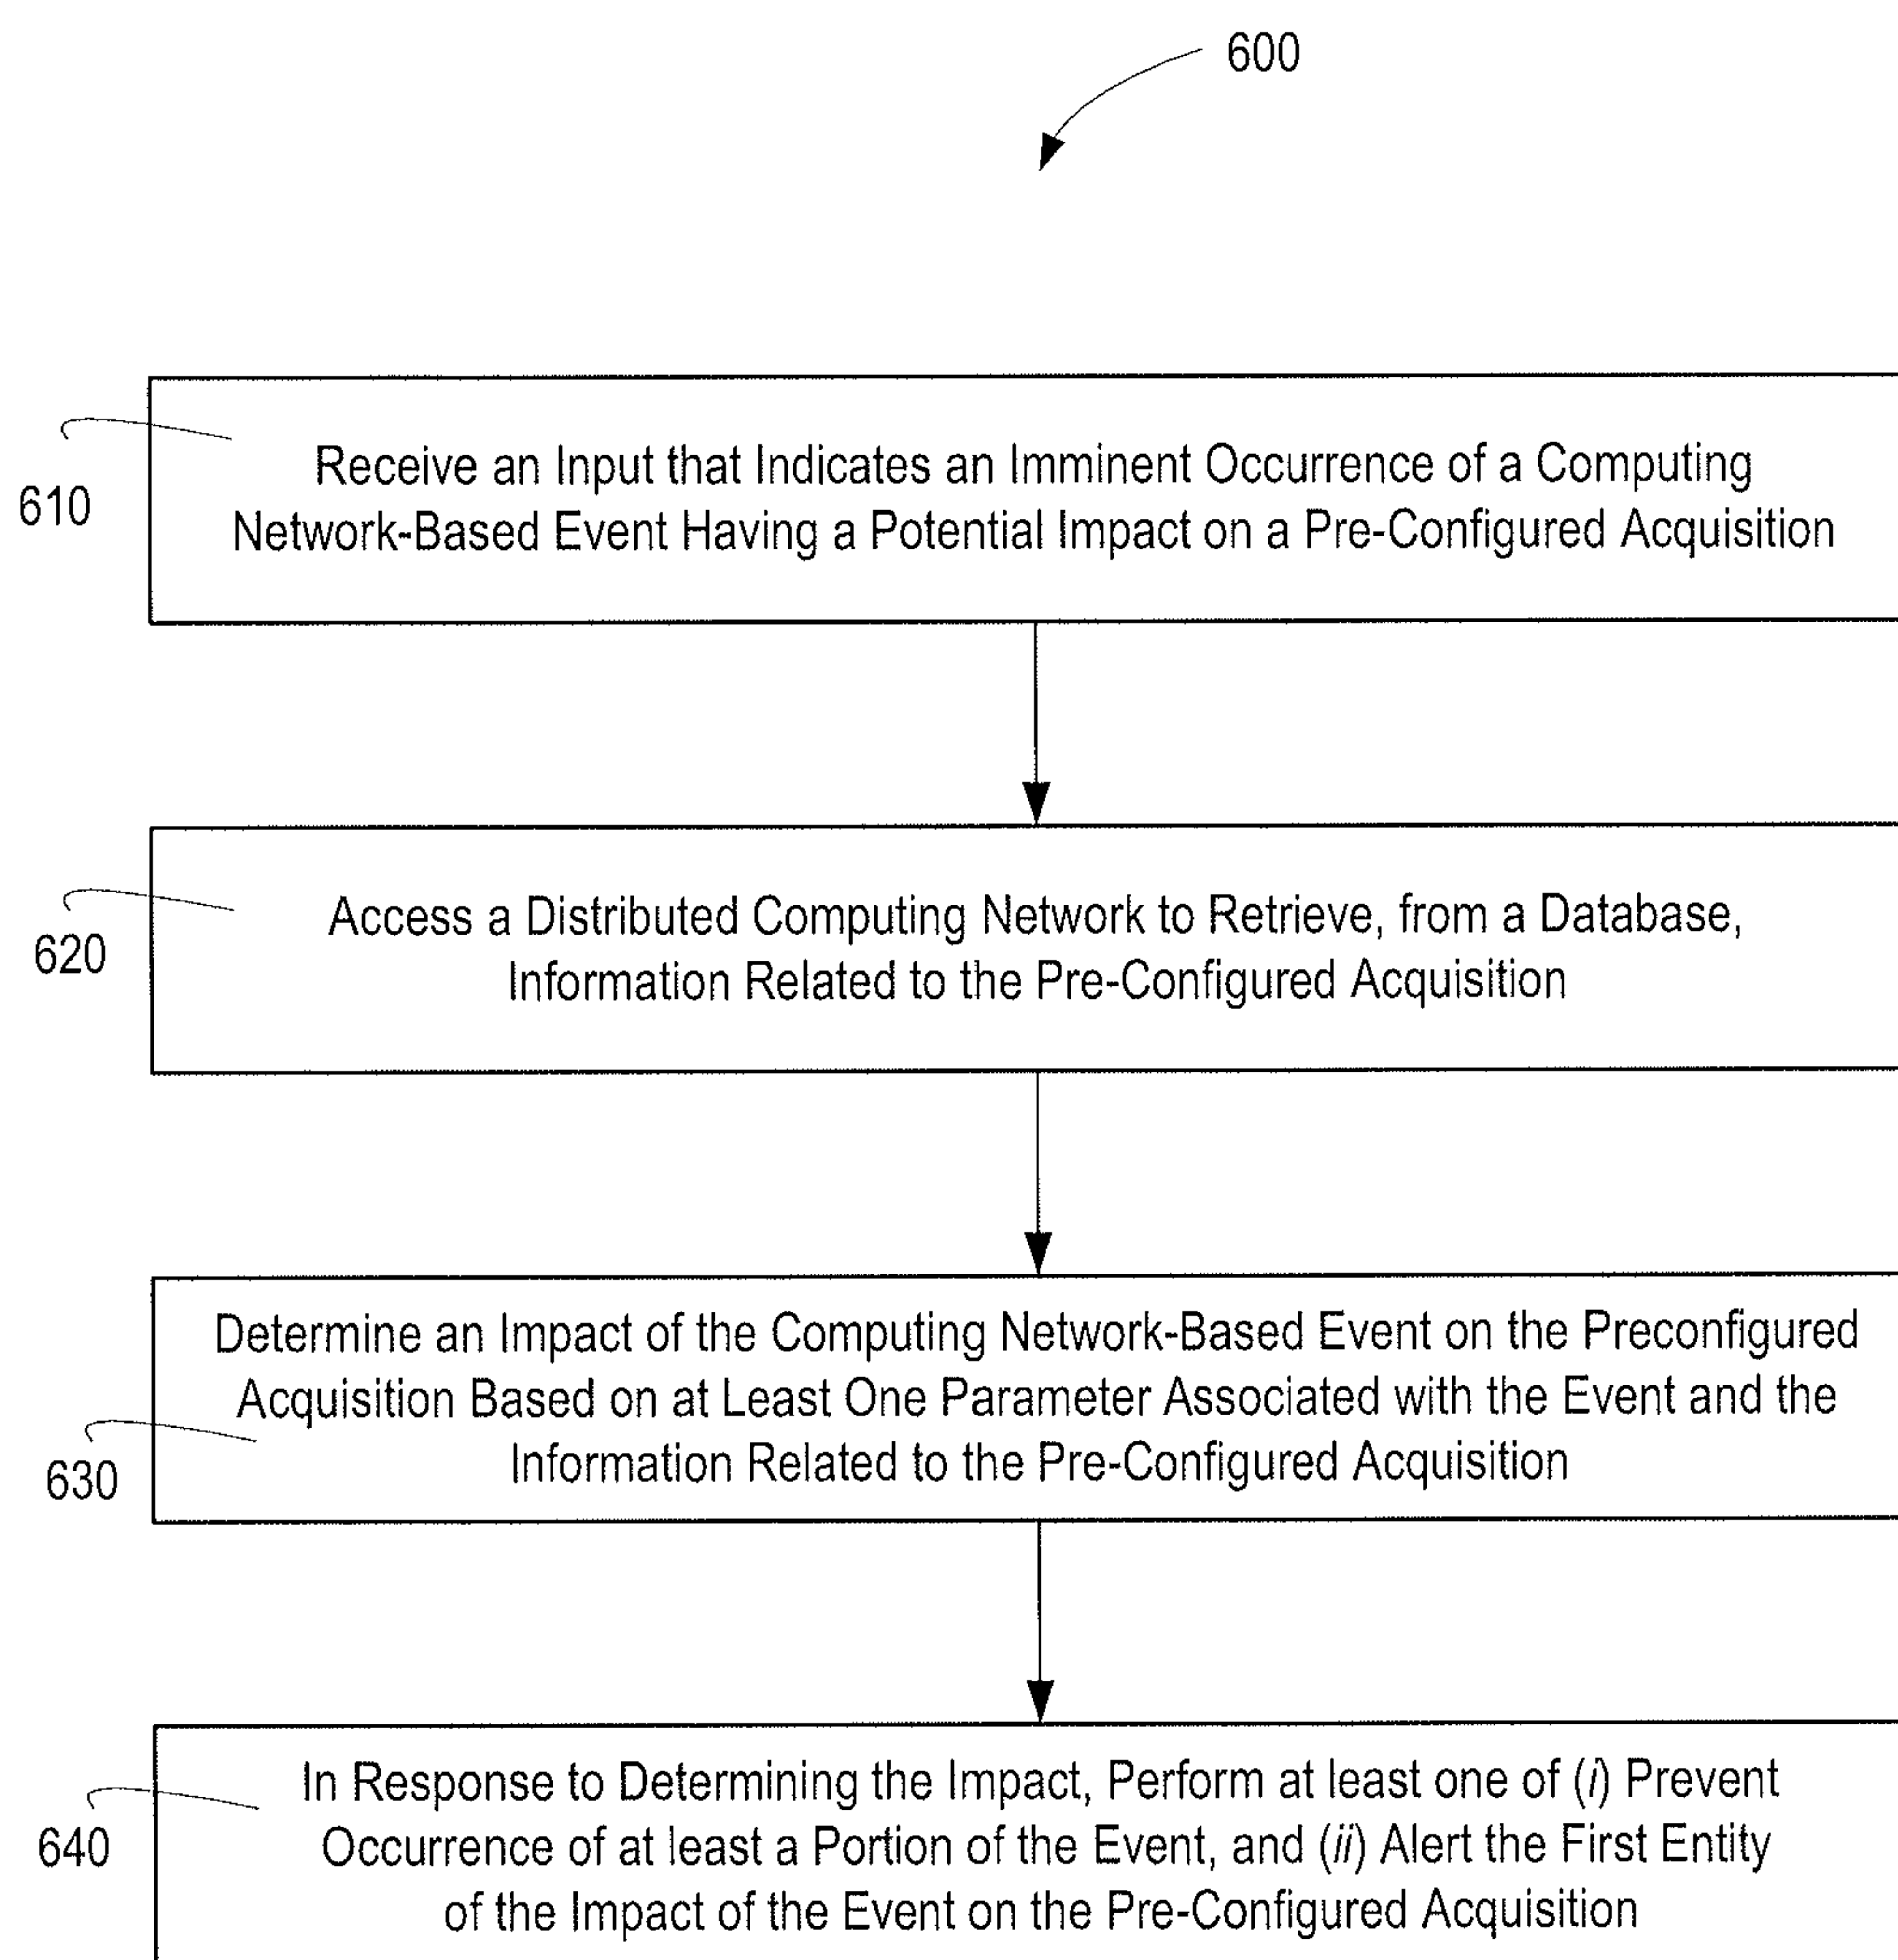 600
610
Receive an Input that Indicates an Imminent Occurrence of a Computing
Network-Based Event Having a Potential Impact on a Pre-Configured Acquisition
620
Access a Distributed Computing Network to Retrieve, from a Database,
Information Related to the Pre-Configured Acquisition
630
Determine an Impact of the Computing Network-Based Event on the Preconfigured
Acquisition Based on at Least One Parameter Associated with the Event and the
Information Related to the Pre-Configured Acquisition
640
In Response to Determining the Impact, Perform at least one of (i) Prevent
Occurrence of at least a Portion of the Event, and (ii) Alert the First Entity
of the Impact of the Event on the Pre-Configured Acquisition